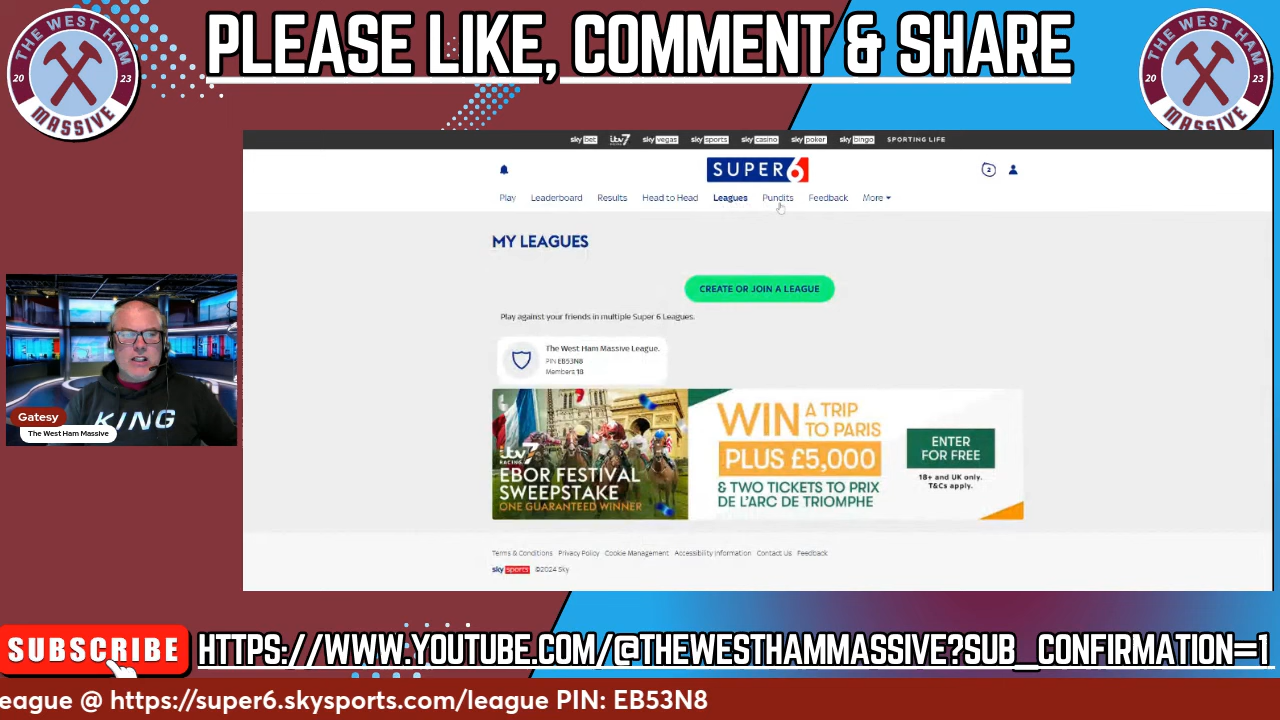 PLEASE LIKE, COMMENT & SHARE
THE WEST HAM
20 23
MASSIVE
THE WEST HAM
20 23
MASSIVE
sky bet itv7 RACING sky vegas sky sports sky casino sky poker sky bingo SPORTING LIFE
SUPER 6
2
Play Leaderboard Results Head to Head Leagues Pundits Feedback More
MY LEAGUES
CREATE OR JOIN A LEAGUE
Play against your friends in multiple Super 6 Leagues.
The West Ham Massive League.
PIN EB53N8
Members 18
itv7
RACING
EBOR FESTIVAL
SWEEPSTAKE
ONE GUARANTEED WINNER
WIN A TRIP
TO PARIS
PLUS £5,000
& TWO TICKETS TO PRIX
DE L'ARC DE TRIOMPHE
ENTER
FOR FREE
18+ and UK only.
T&Cs apply.
Terms & Conditions Privacy Policy Cookie Management Accessibility Information Contact Us Feedback
sky sports ©2024 Sky
KING
Gatesy
The West Ham Massive
SUBSCRIBE
HTTPS://WWW.YOUTUBE.COM/@THEWESTHAMMASSIVE?SUB_CONFIRMATION=1
eague @ https://super6.skysports.com/league PIN: EB53N8